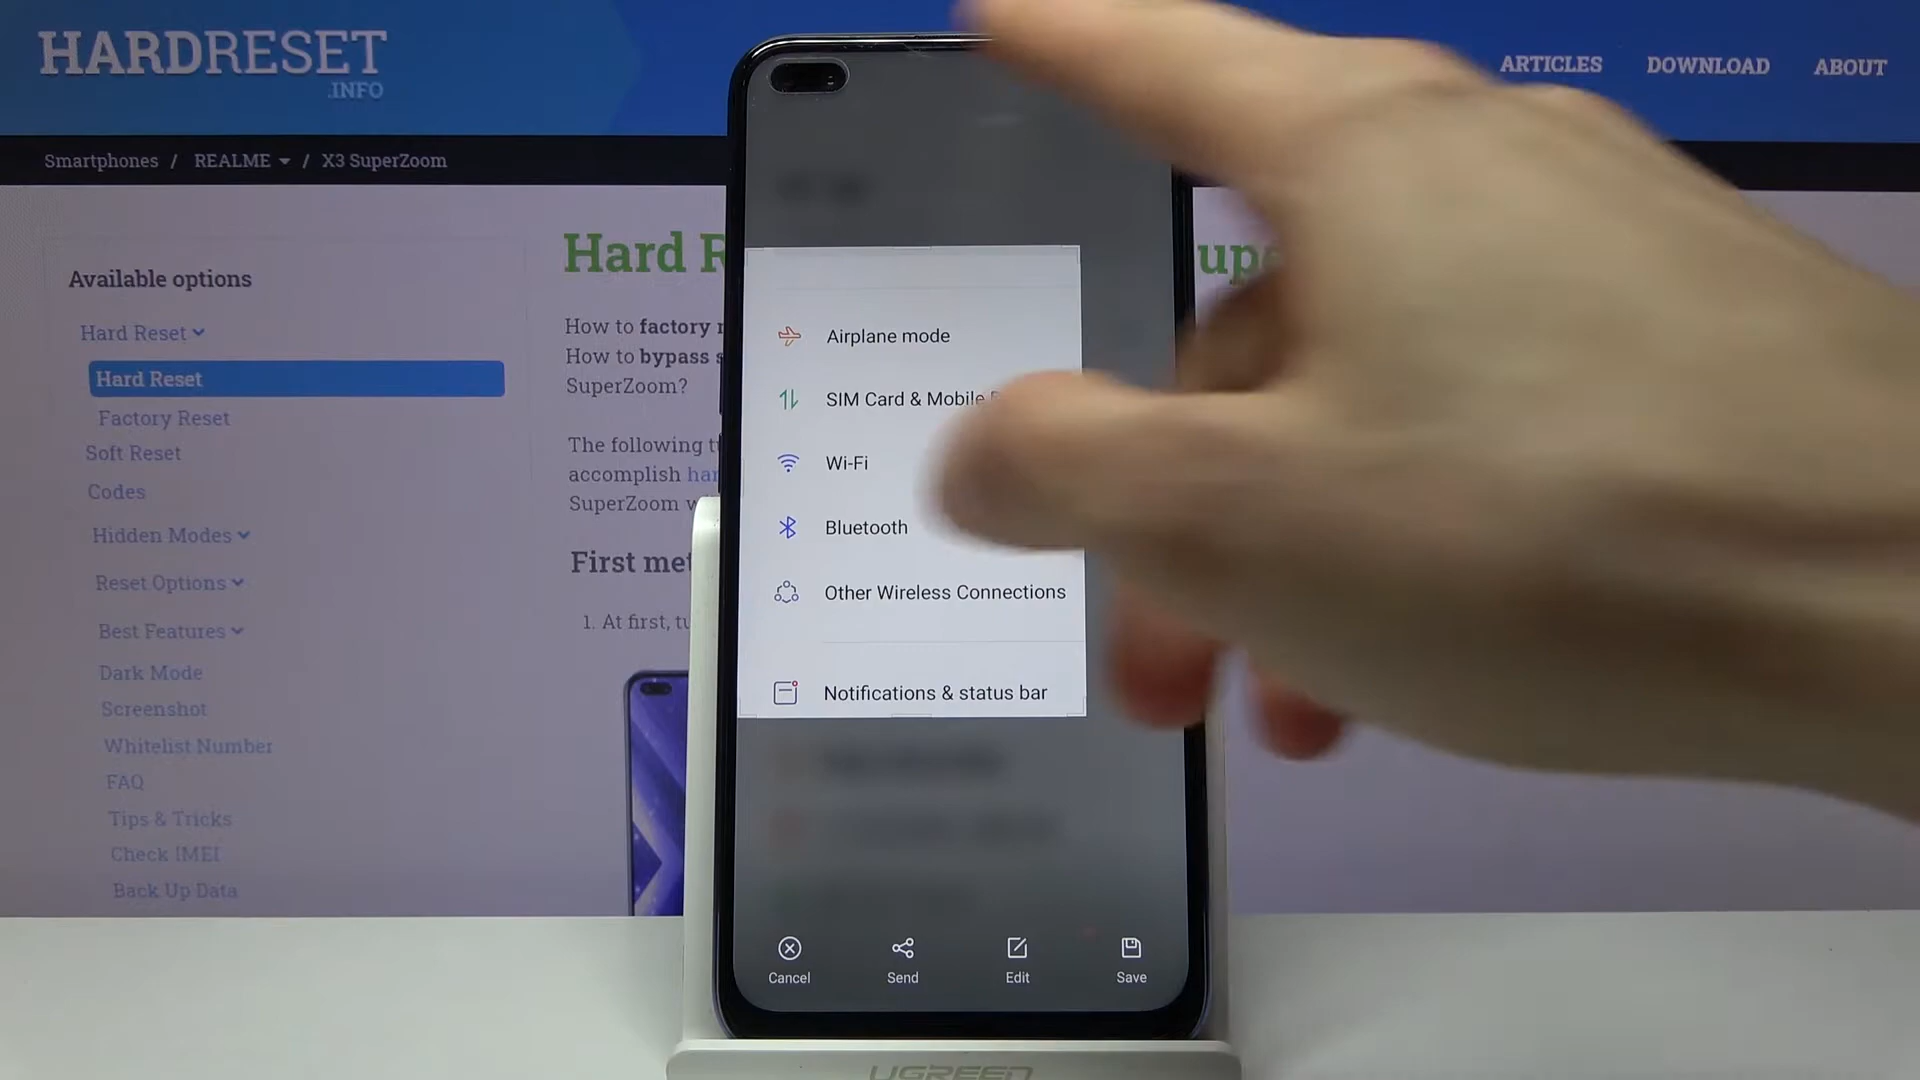 HARDRESET
.INFO
ARTICLES
DOWNLOAD
ABOUT
Smartphones / REALME / X3 SuperZoom
Available options
Hard Reset
Hard Reset
Factory Reset
Soft Reset
Codes
Hidden Modes
Reset Options
Best Features
Dark Mode
Screenshot
Whitelist Number
FAQ
Tips & Tricks
Check IMEI
Back Up Data
Hard R
How to factory
How to bypass
SuperZoom?
The following
accomplish
SuperZoom
First
1. At first,
Airplane mode
SIM Card & Mobile
Wi-Fi
Bluetooth
Other Wireless Connections
Notifications & status bar
Cancel
Send
Edit
Save
UGREEN